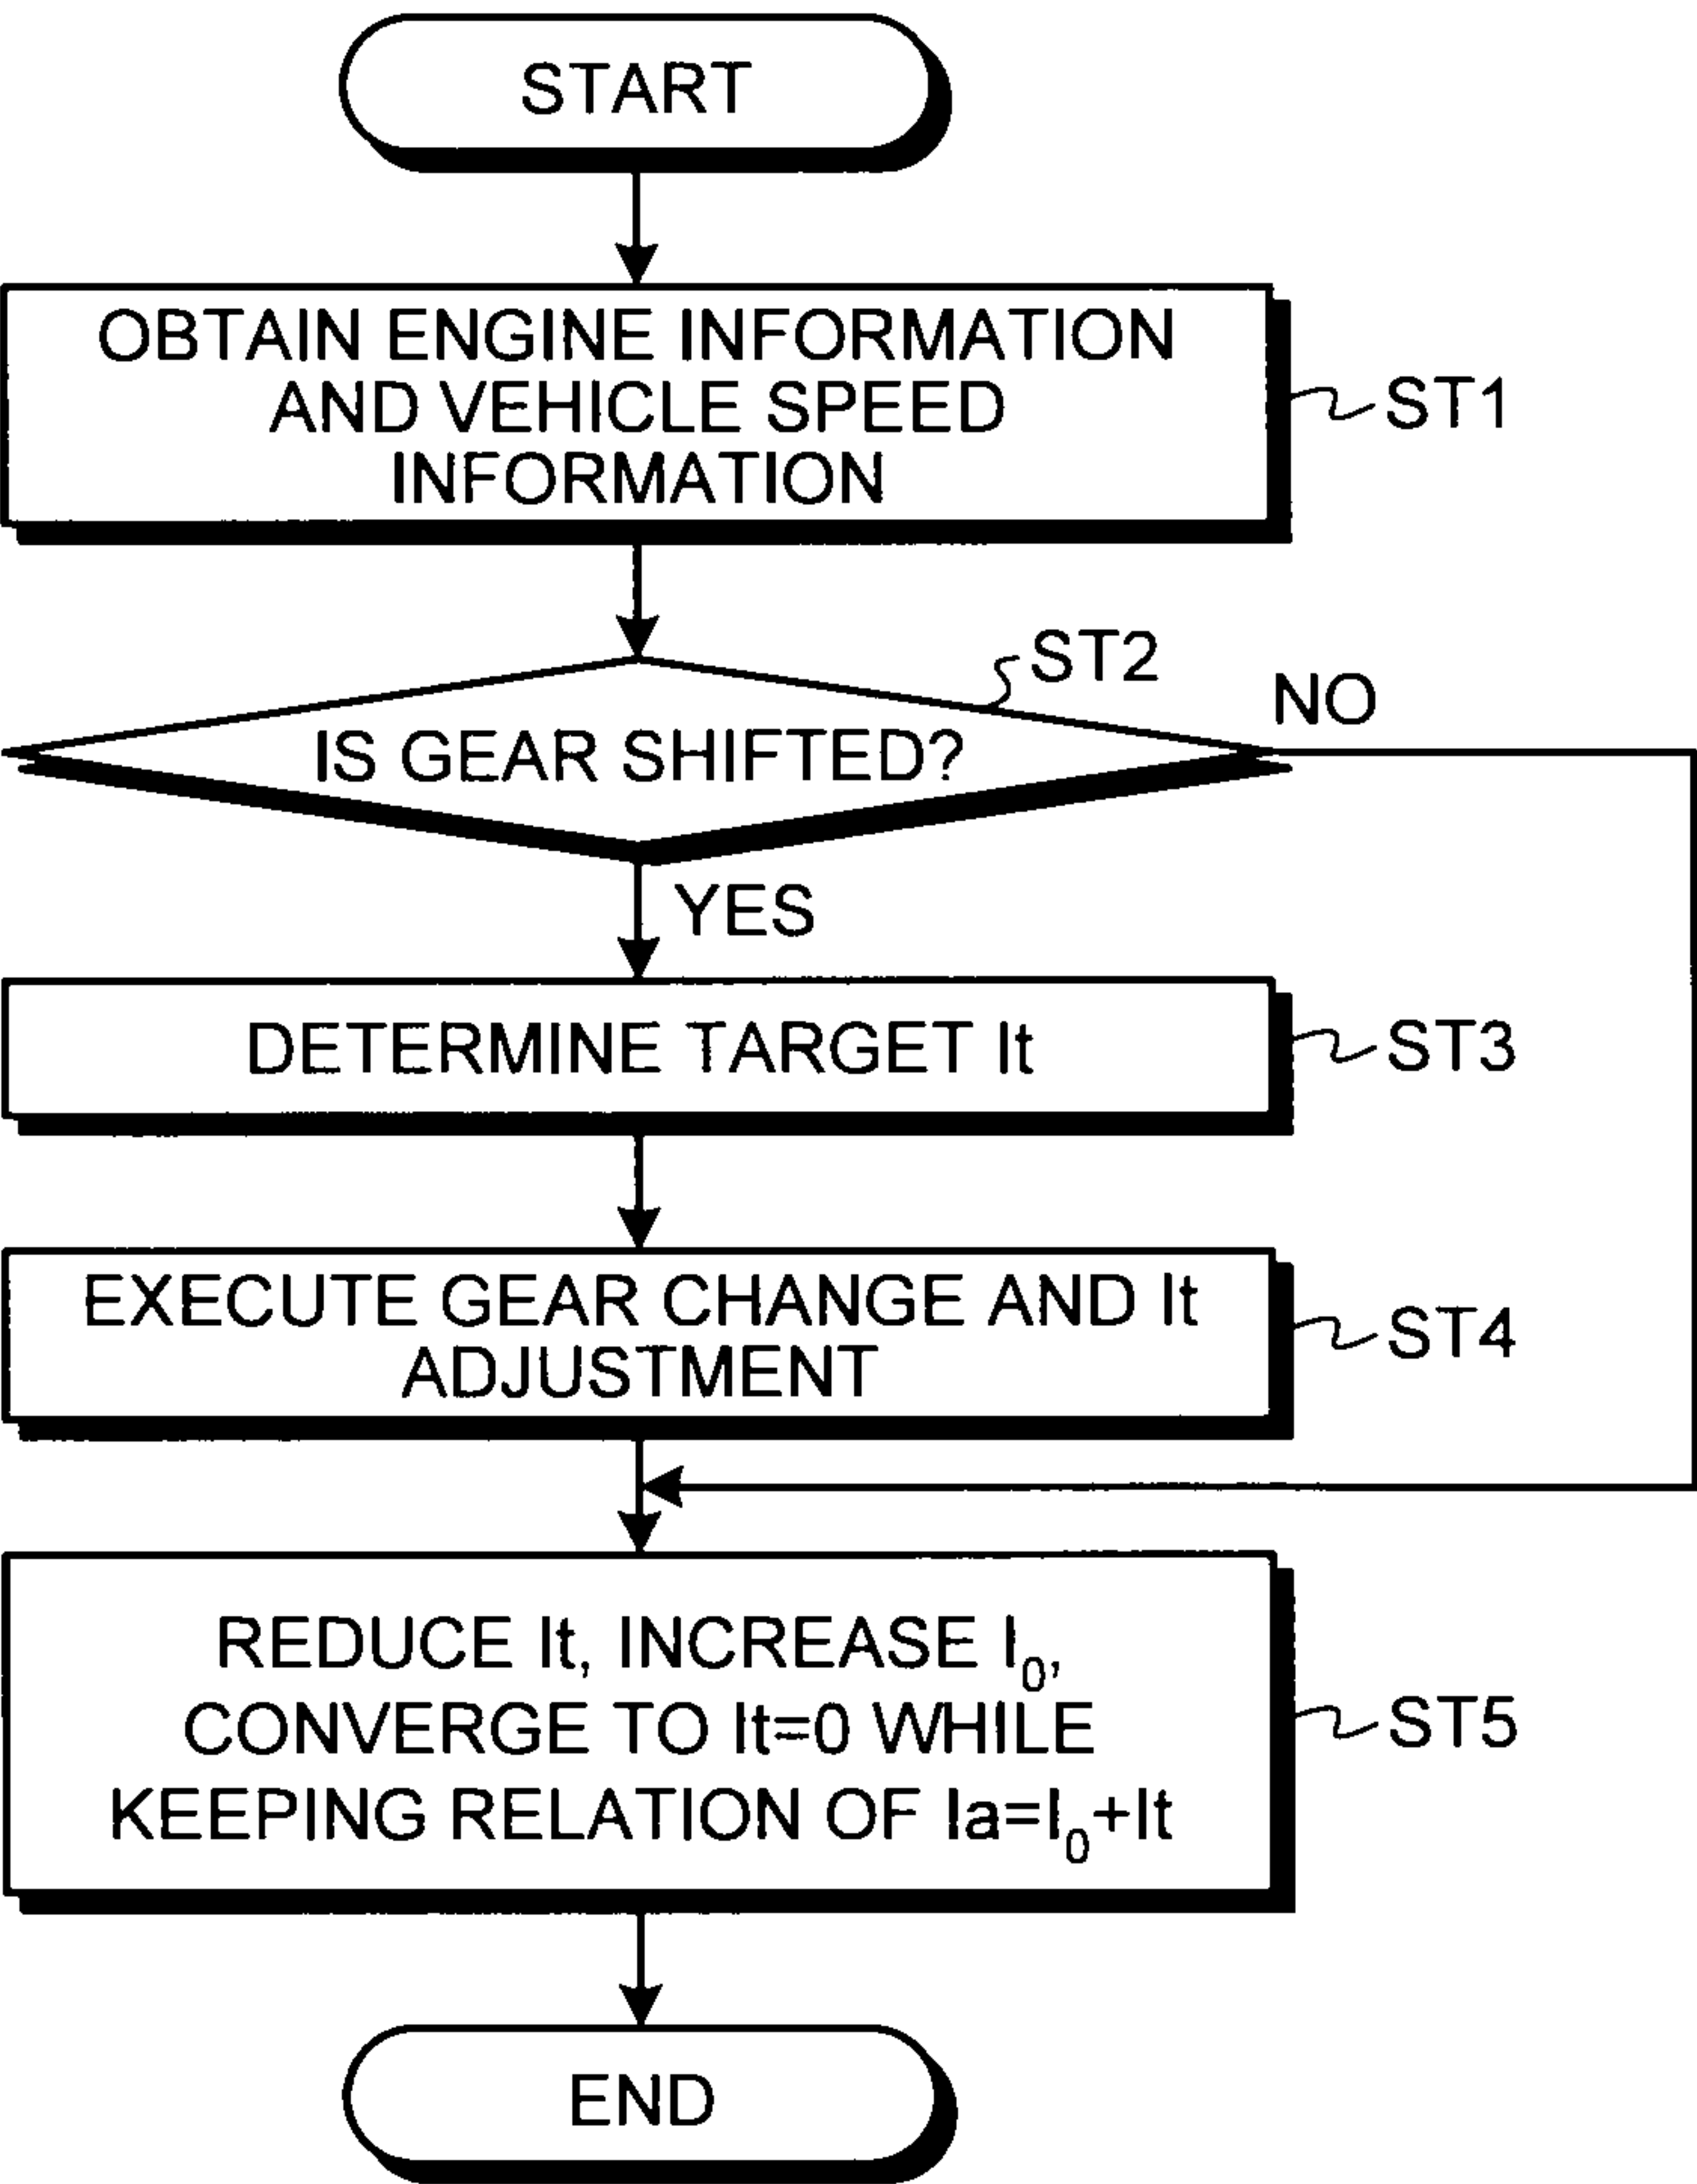 START
OBTAIN ENGINE INFORMATION
AND VEHICLE SPEED
INFORMATION
ST1
ST2
NO
IS GEAR SHIFTED?
YES
DETERMINE TARGET It
ST3
EXECUTE GEAR CHANGE AND It
ADJUSTMENT
ST4
REDUCE It, INCREASE I₀,
CONVERGE TO It=0 WHILE
KEEPING RELATION OF Ia=I₀+It
ST5
END